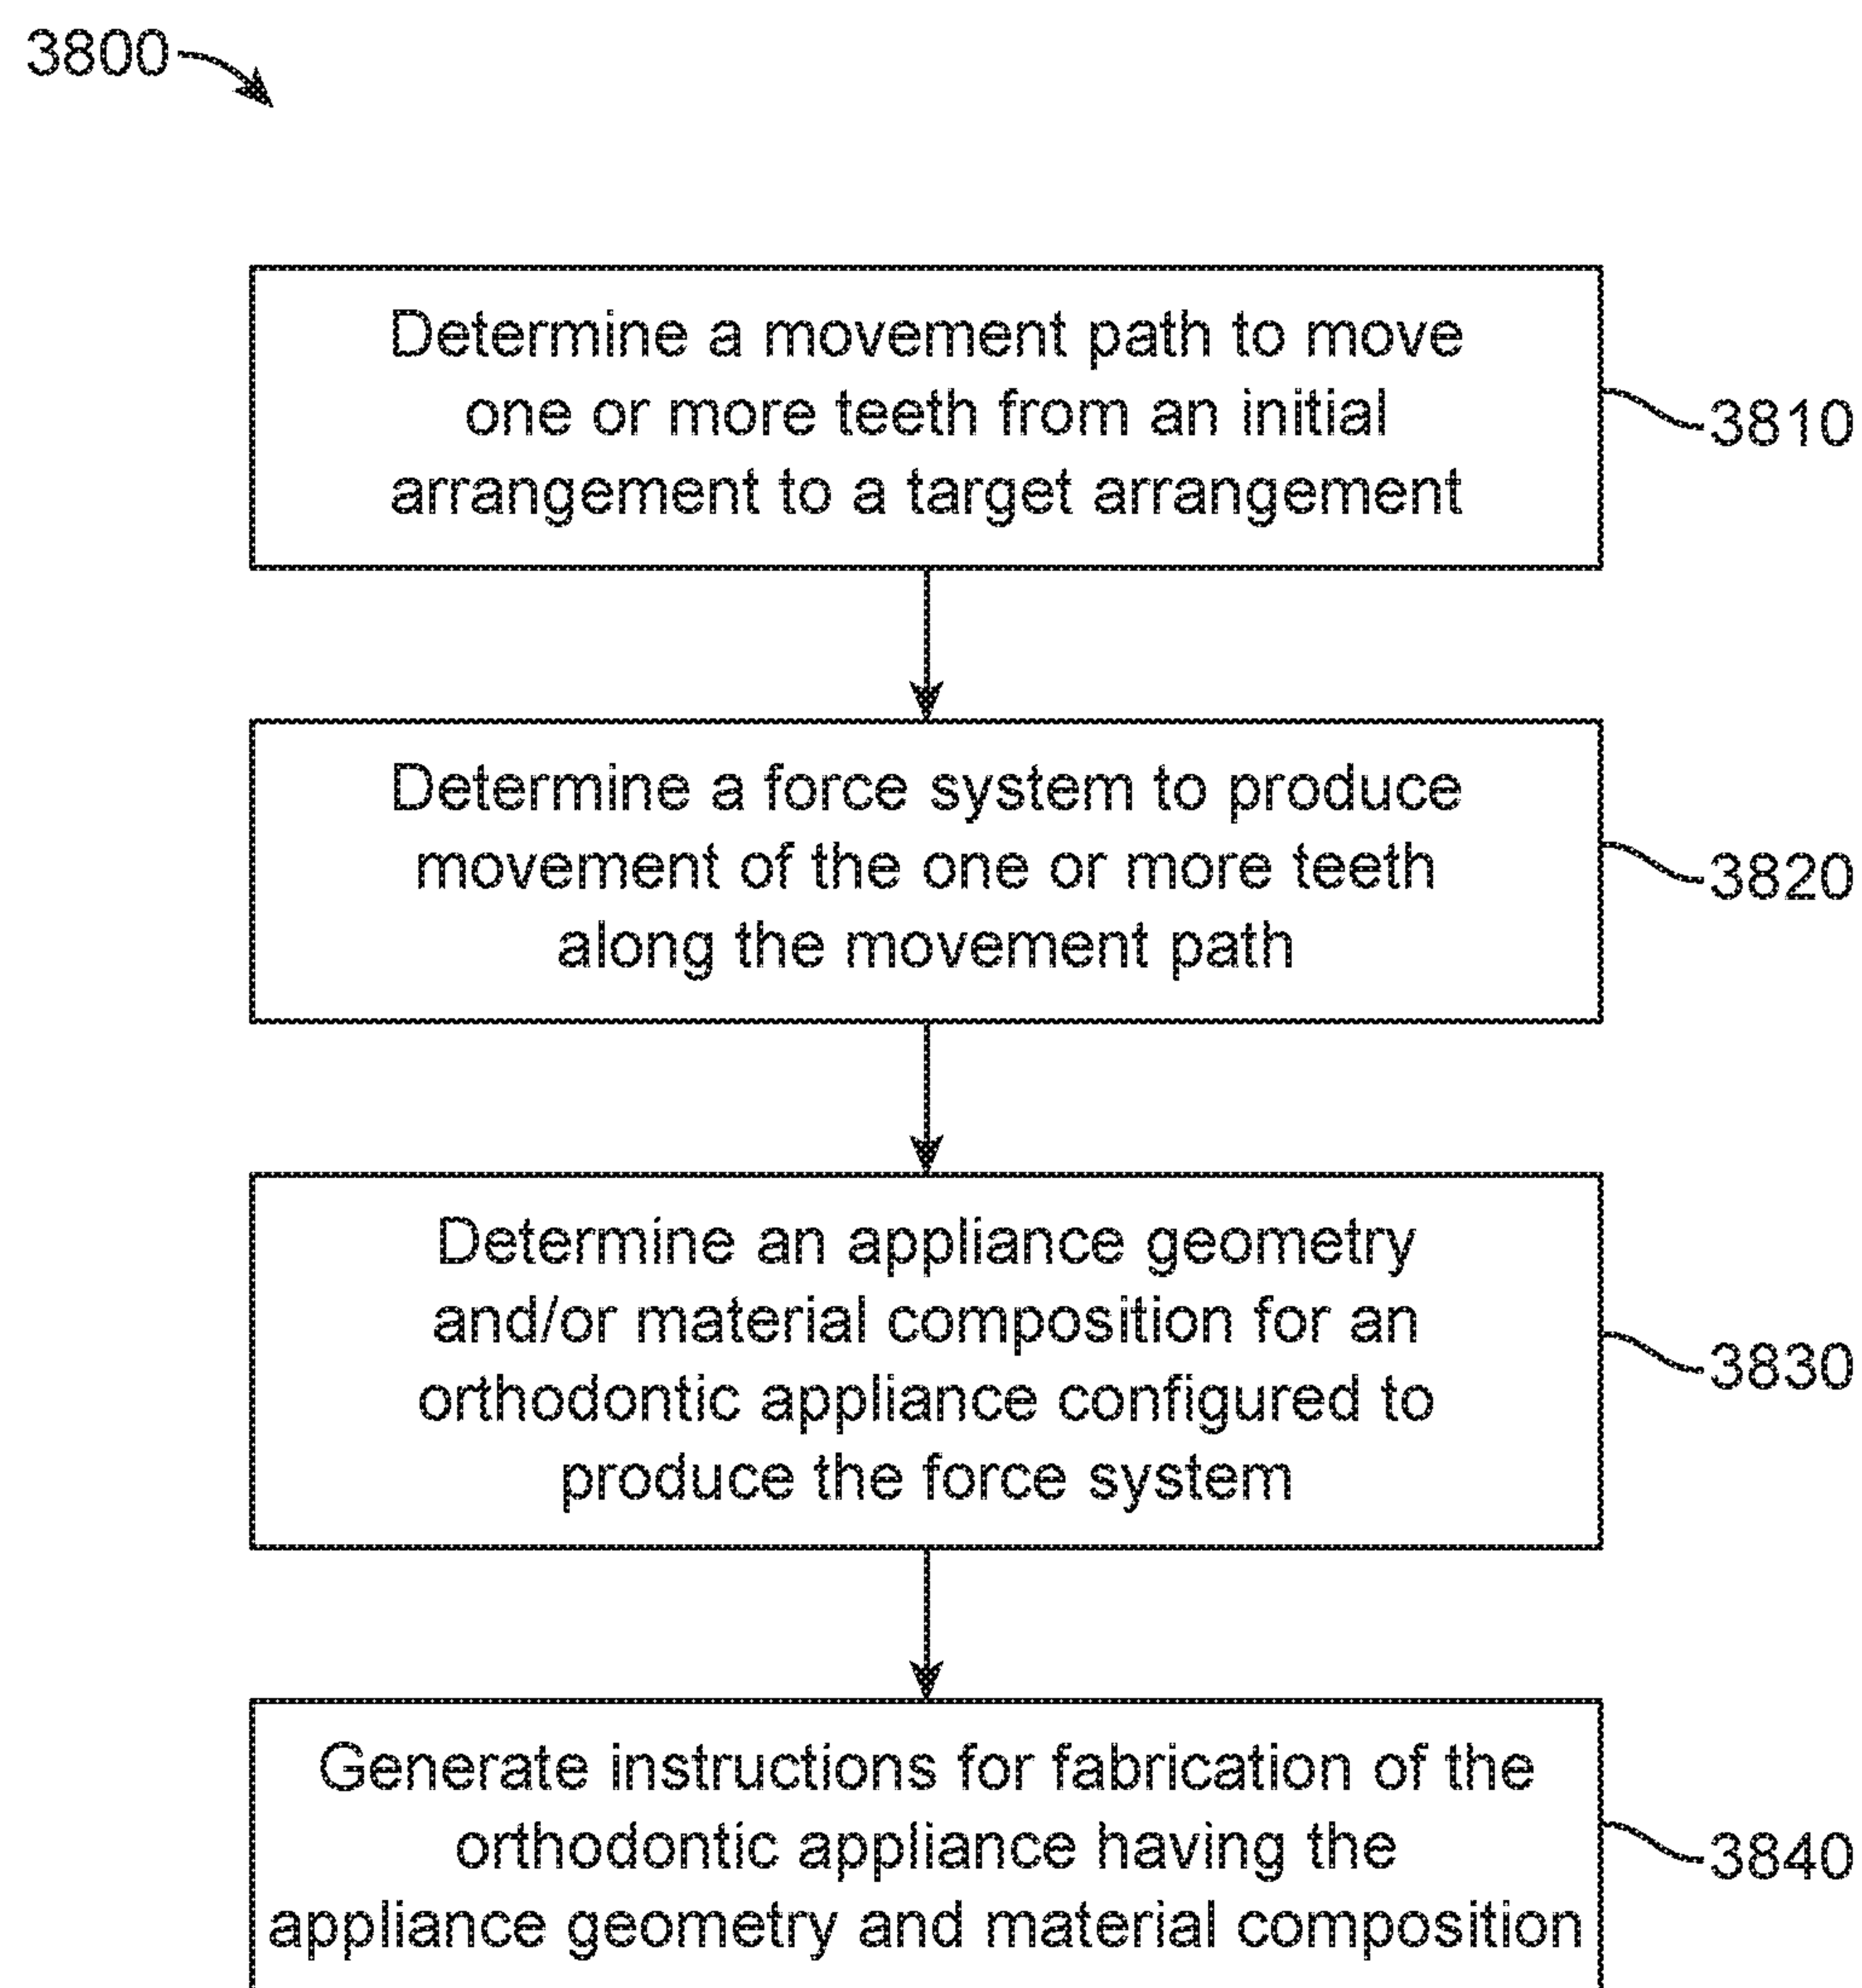 3800
Determine a movement path to move
one or more teeth from an initial
arrangement to a target arrangement
3810
Determine a force system to produce
movement of the one or more teeth
along the movement path
3820
Determine an appliance geometry
and/or material composition for an
orthodontic appliance configured to
produce the force system
3830
Generate instructions for fabrication of the
orthodontic appliance having the
appliance geometry and material composition
3840